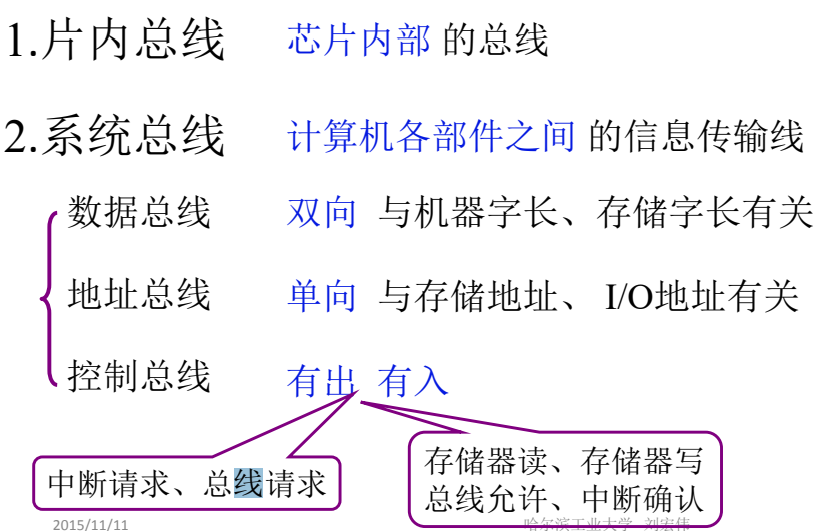 1.片内总线 芯片内部 的总线
2.系统总线 计算机各部件之间 的信息传输线
数据总线 双向 与机器字长、存储字长有关
地址总线 单向 与存储地址、 I/O地址有关
控制总线 有出 有入
中断请求、总线请求
存储器读、存储器写
总线允许、中断确认
2015/11/11 哈尔滨工业大学 刘宏伟